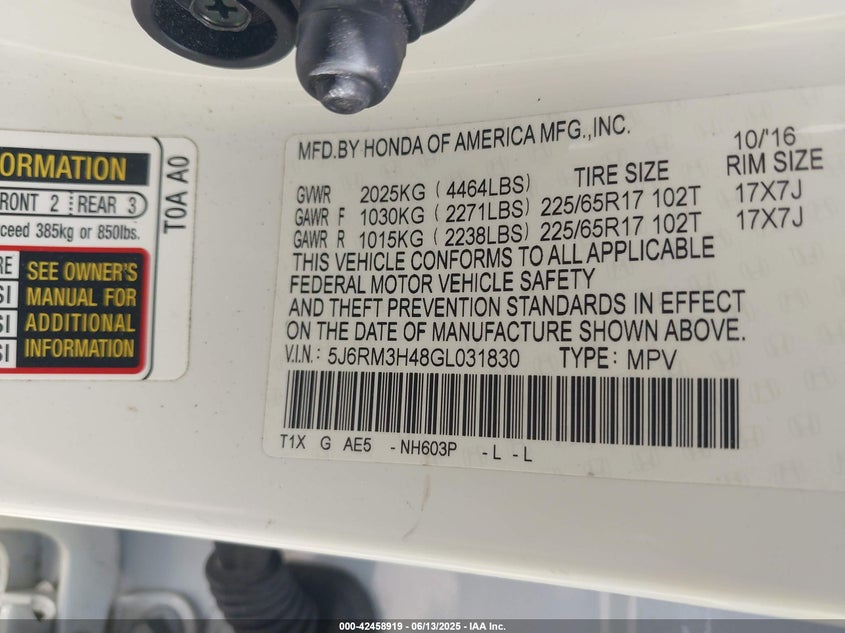 ORMATION
RONT 2 REAR 3
ceed 385kg or 850lbs.
RE
SI
SI
SI
SEE OWNER'S
MANUAL FOR
ADDITIONAL
INFORMATION
T0A A0
MFD.BY HONDA OF AMERICA MFG.,INC. 10/'16
TIRE SIZE RIM SIZE
GVWR 2025KG ( 4464LBS)
GAWR F 1030KG ( 2271LBS) 225/65R17 102T 17X7J
GAWR R 1015KG ( 2238LBS) 225/65R17 102T 17X7J
THIS VEHICLE CONFORMS TO ALL APPLICABLE
FEDERAL MOTOR VEHICLE SAFETY
AND THEFT PREVENTION STANDARDS IN EFFECT
ON THE DATE OF MANUFACTURE SHOWN ABOVE.
V.I.N.: 5J6RM3H48GL031830 TYPE: MPV
T1X G AE5 -NH603P -L -L
000-42458919 - 06/13/2025 - IAA Inc.